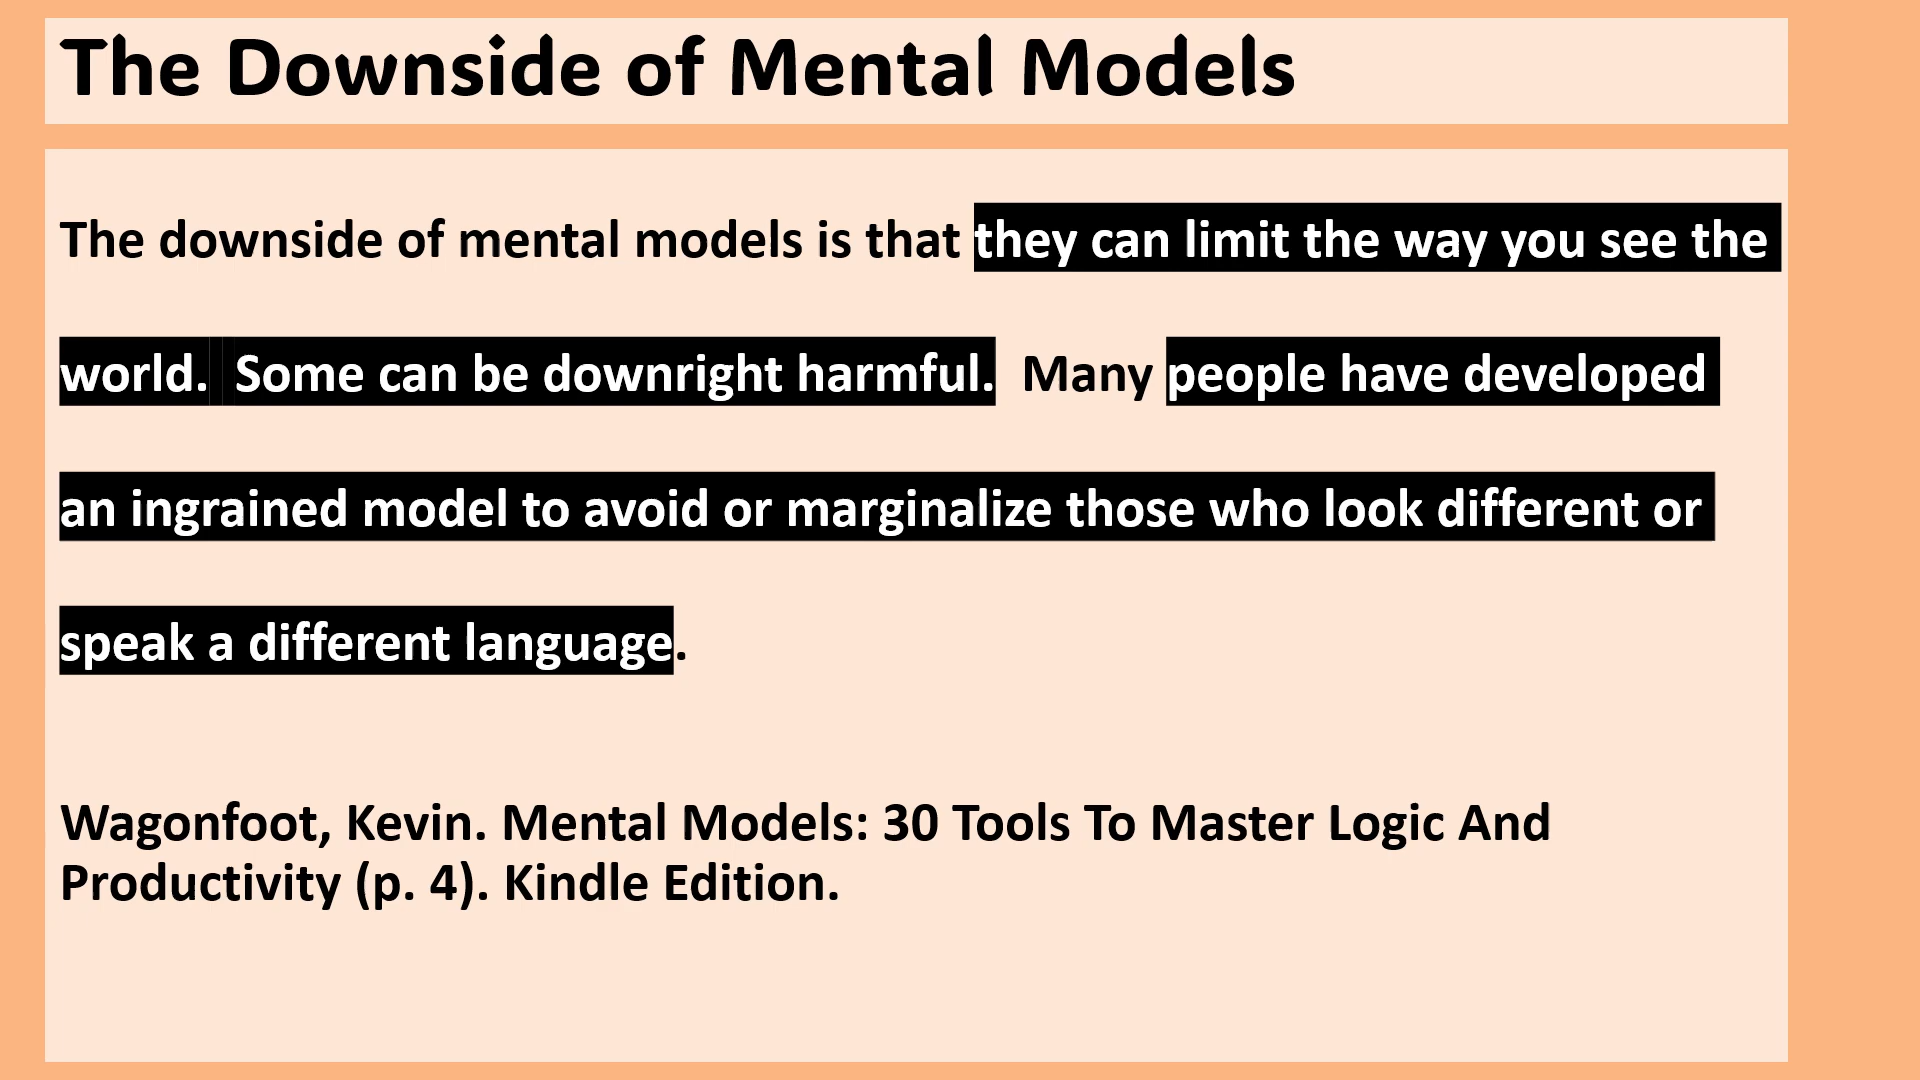 The Downside of Mental Models
The downside of mental models is that they can limit the way you see the
world.  Some can be downright harmful.  Many people have developed
an ingrained model to avoid or marginalize those who look different or
speak a different language.
Wagonfoot, Kevin. Mental Models: 30 Tools To Master Logic And
Productivity (p. 4). Kindle Edition.